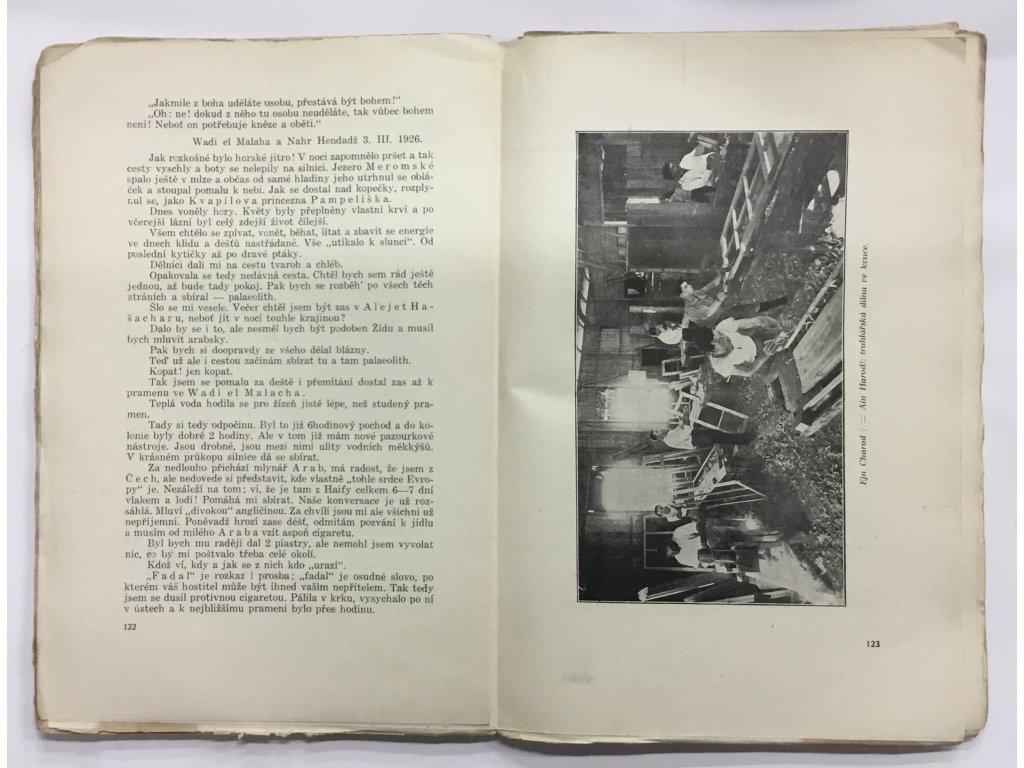 „Jakmile z boha uděláte osobu, přestává být bohem!“
„Oh: ne! dokud z něho tu osobu neuděláte, tak vůbec bohem
není! Neboť on potřebuje kněze a oběti.“
Wadi el Malaha a Nahr Hendadž 3. III. 1926.
Jak rozkošné bylo horské jitro! V noci zapomnělo pršet a tak
cesty vyschly a boty se nelepily na silnici. Jezero Meromské
spalo ještě v mlze a občas od samé hladiny jeho utrhnul se oblá-
ček a stoupal pomalu k nebi. Jak se dostal nad kopečky, rozply-
nul se, jako Kvapilova princezna Pampeliška.
Dnes voněly hory. Květy byly přeplněny vlastní krví a po
včerejší lázni byl celý zdejší život čilejší.
Všem chtělo se zpívat, vonět, běhat, lítat a zbavit se energie
ve dnech klidu a dešťů nastřádané. Vše „utíkalo k slunci“. Od
poslední kytičky až po dravé ptáky.
Dělníci dali mi na cestu tvaroh a chléb.
Opakovala se tedy nedávná cesta. Chtěl bych sem rád ještě
jednou, až bude tady pokoj. Pak bych se rozběh' po všech těch
stráních a sbíral — palaeolith.
Šlo se mi vesele. Večer chtěl jsem být zas v Alejet Ha-
šacharu, neboť jít v noci touhle krajinou?
Dalo by se i to, ale nesměl bych být podoben Židu a musil
bych mluvit arabsky.
Pak bych si doopravdy ze všeho dělal blázny.
Teď už ale i cestou začínám sbírat tu a tam palaeolith.
Kopat! jen kopat.
Tak jsem se pomalu za deště i přemítání dostal zas až k
pramenu ve Wadi el Malacha.
Teplá voda hodila se pro žízeň jistě lépe, než studený pra-
men.
Tady si tedy odpočinu. Byl to již 6hodinový pochod a do ko-
lonie byly dobré 2 hodiny. Ale v tom již mám nové pazourkové
nástroje. Jsou drobné, jsou mezi nimi ulity vodních měkkýšů.
V krásném průkopu silnice dá se sbírat.
Za nedlouho přichází mlynář Arab, má radost, že jsem z
Čech, ale nedovede si představit, kde vlastně „tohle srdce Evro-
py“ je. Nezáleží na tom; ví, že je tam z Haify celkem 6—7 dní
vlakem a lodí! Pomáhá mi sbírat. Naše konversace je už roz-
sáhlá. Mluví „divokou“ angličinou. Za chvíli jsou mi ale všichni už
nepříjemni. Poněvadž hrozí zase déšť, odmítám pozvání k jídlu
a musím od milého Araba vzít aspoň cigaretu.
Byl bych mu raději dal 2 piastry, ale nemohl jsem vyvolat
nic, co by mi poštvalo třeba celé okolí.
Kdož ví, kdy a jak se z nich kdo „urazí“.
„Fadal“ je rozkaz i prosba; „fadal“ je osudné slovo, po
kterém váš hostitel může být ihned vašim nepřítelem. Tak tedy
jsem se dusil protivnou cigaretou. Pálila v krku, vysychalo po ní
v ústech a k nejbližšímu prameni bylo přes hodinu.
122
Ejn Charod ( = Ain Harod): truhlářská dílna ve kvuce.
123